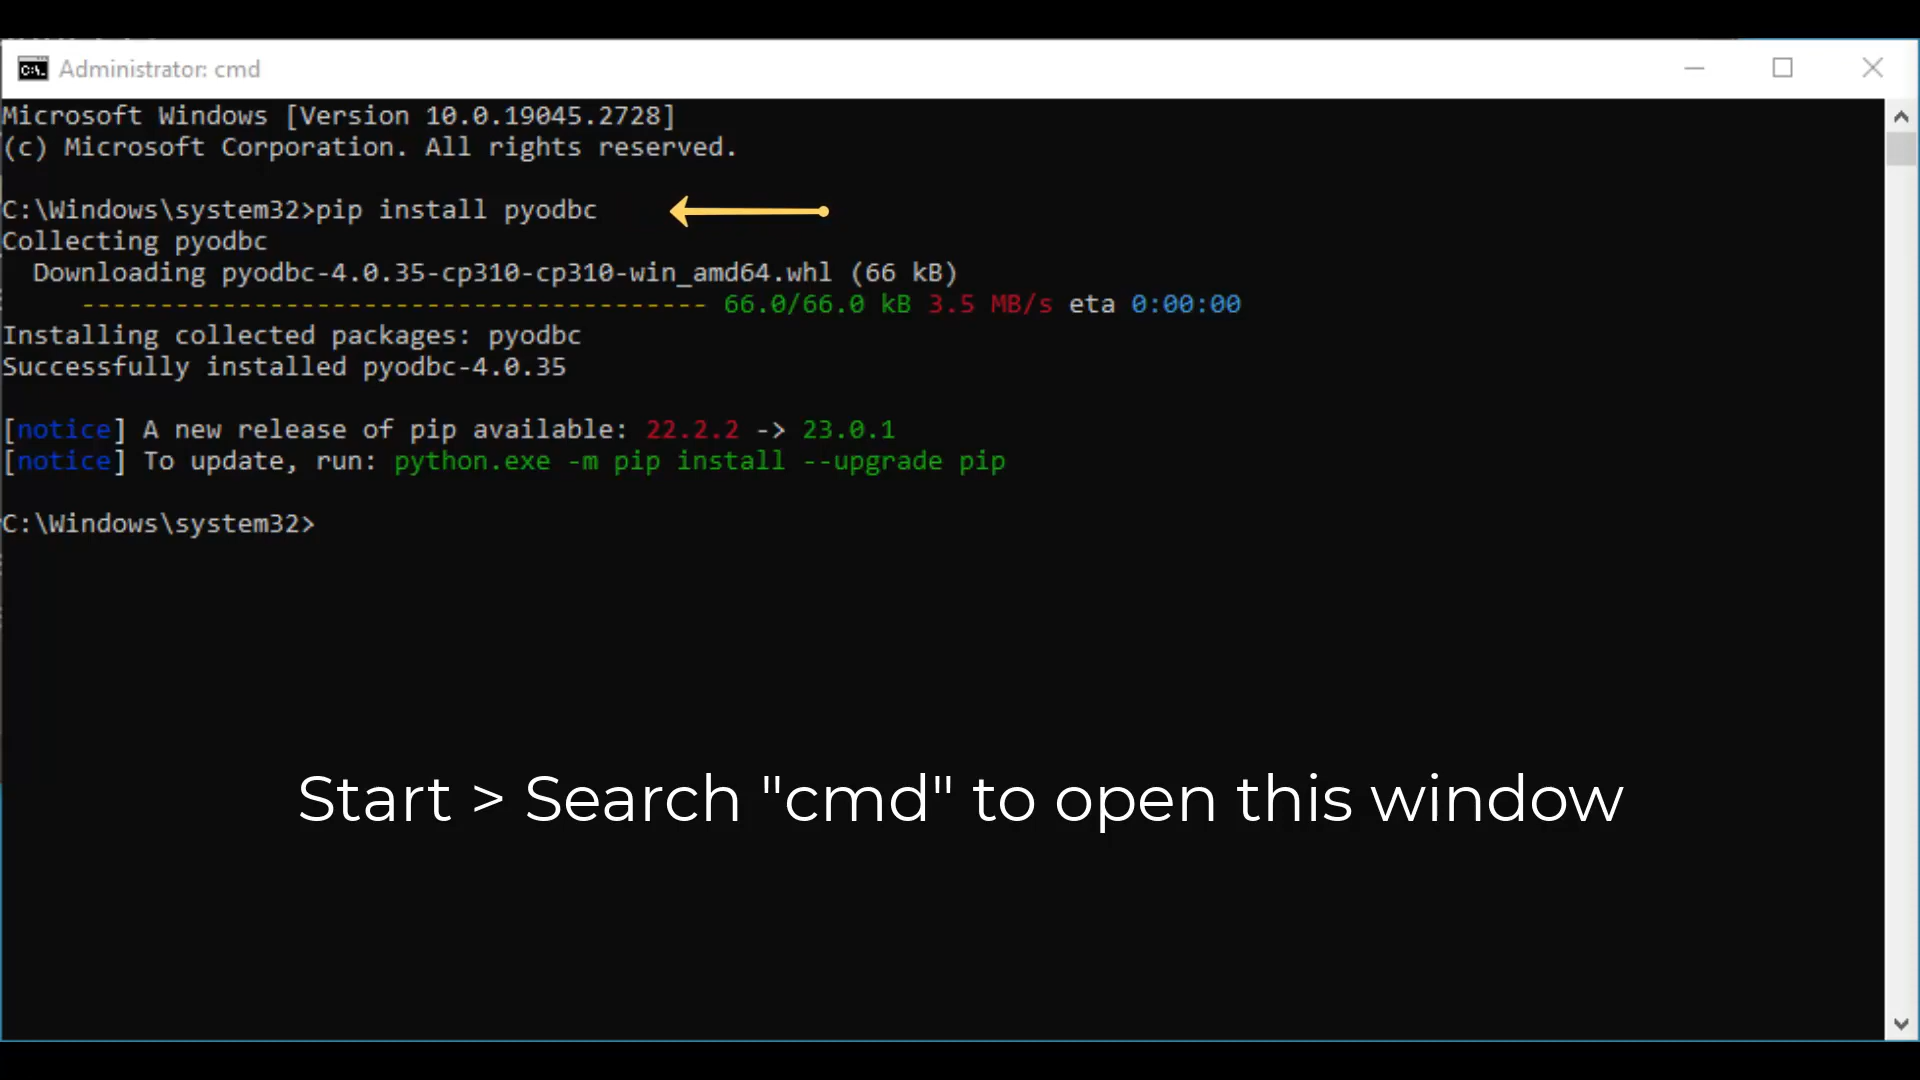 Administrator: cmd
Microsoft Windows [Version 10.0.19045.2728]
(c) Microsoft Corporation. All rights reserved.
C:\Windows\system32>pip install pyodbc
Collecting pyodbc
  Downloading pyodbc-4.0.35-cp310-cp310-win_amd64.whl (66 kB)
     ---------------------------------------- 66.0/66.0 kB 3.5 MB/s eta 0:00:00
Installing collected packages: pyodbc
Successfully installed pyodbc-4.0.35
[notice] A new release of pip available: 22.2.2 -> 23.0.1
[notice] To update, run: python.exe -m pip install --upgrade pip
C:\Windows\system32>
Start > Search "cmd" to open this window